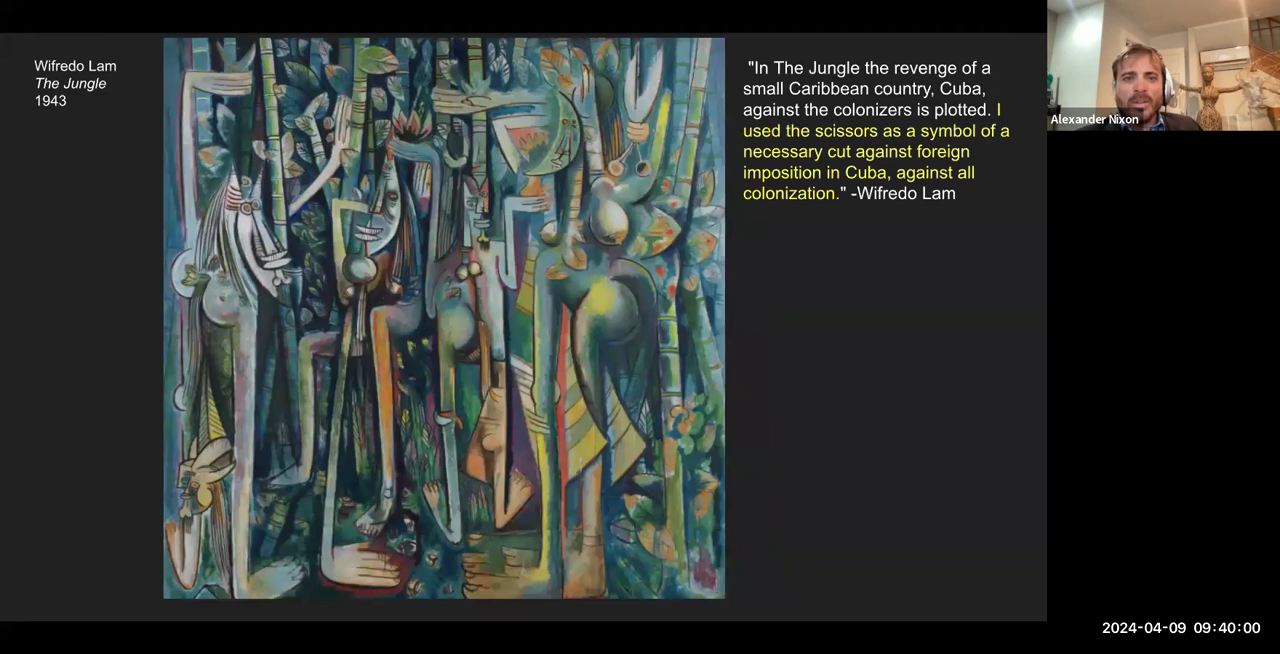 Wifredo Lam
The Jungle
1943
"In The Jungle the revenge of a
small Caribbean country, Cuba,
against the colonizers is plotted. I
used the scissors as a symbol of a
necessary cut against foreign
imposition in Cuba, against all
colonization." -Wifredo Lam
Alexander Nixon
2024-04-09 09:40:00